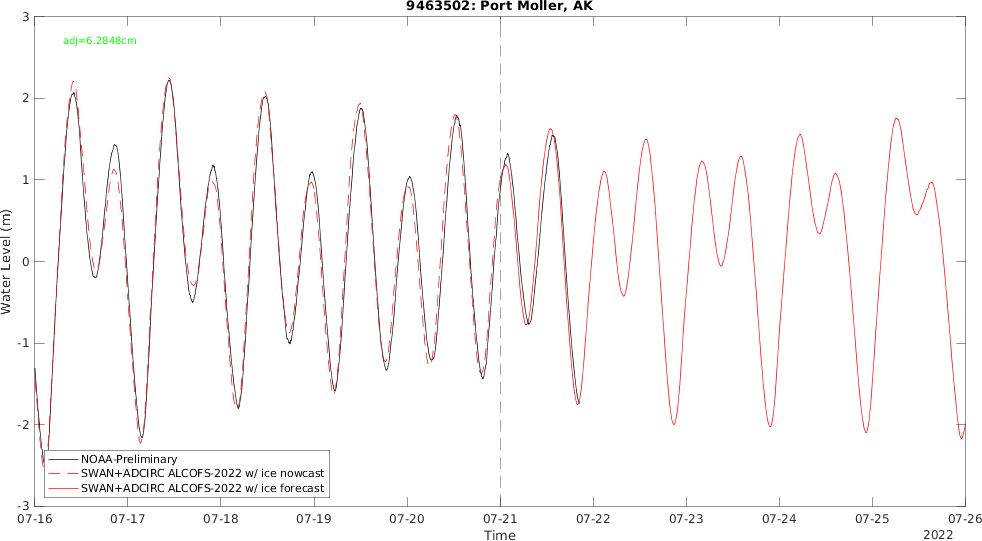 9463502: Port Moller, AK
adj=6.2848cm
3
2
1
0
-1
-2
-3
Water Level (m)
NOAA-Preliminary
SWAN+ADCIRC ALCOFS-2022 w/ ice nowcast
SWAN+ADCIRC ALCOFS-2022 w/ ice forecast
07-16 07-17 07-18 07-19 07-20 07-21 07-22 07-23 07-24 07-25 07-26
Time
2022